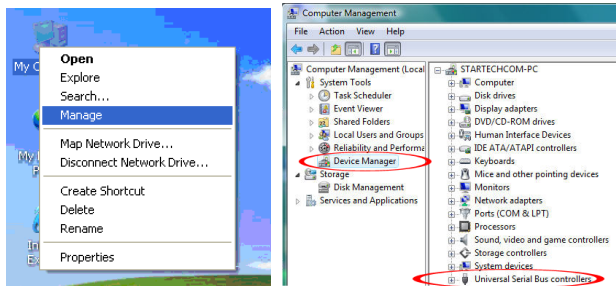 My C
Open
Explore
Search...
Manage
Map Network Drive...
Disconnect Network Drive...
Create Shortcut
Delete
Rename
Properties
My
P
In
E
Computer Management
File Action View Help
Computer Management (Local
System Tools
Task Scheduler
Event Viewer
Shared Folders
Local Users and Groups
Reliability and Performa
Device Manager
Storage
Disk Management
Services and Applications
STARTECHCOM-PC
Computer
Disk drives
Display adapters
DVD/CD-ROM drives
Human Interface Devices
IDE ATA/ATAPI controllers
Keyboards
Mice and other pointing devices
Monitors
Network adapters
Ports (COM & LPT)
Processors
Sound, video and game controllers
Storage controllers
System devices
Universal Serial Bus controllers